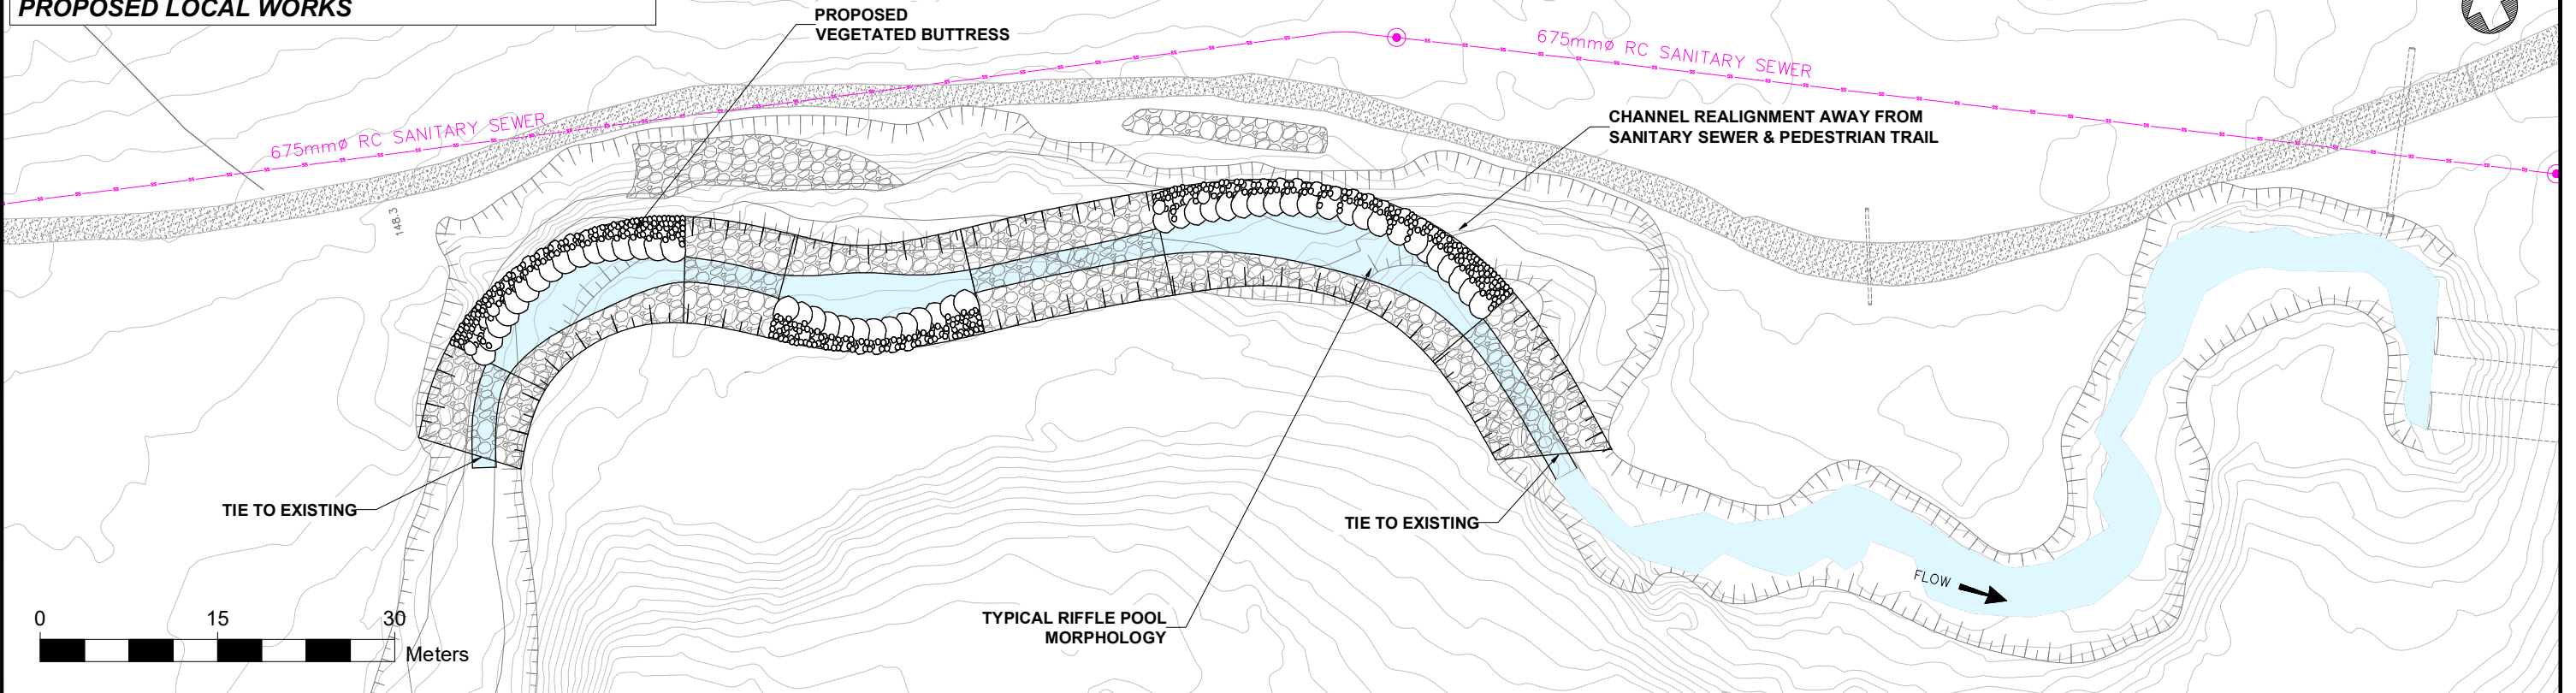 PROPOSED LOCAL WORKS
PROPOSED
VEGETATED BUTTRESS
675mmø RC SANITARY SEWER
675mmø RC SANITARY SEWER
CHANNEL REALIGNMENT AWAY FROM
SANITARY SEWER & PEDESTRIAN TRAIL
148.3
TIE TO EXISTING
TIE TO EXISTING
FLOW
TYPICAL RIFFLE POOL
MORPHOLOGY
0 15 30
Meters